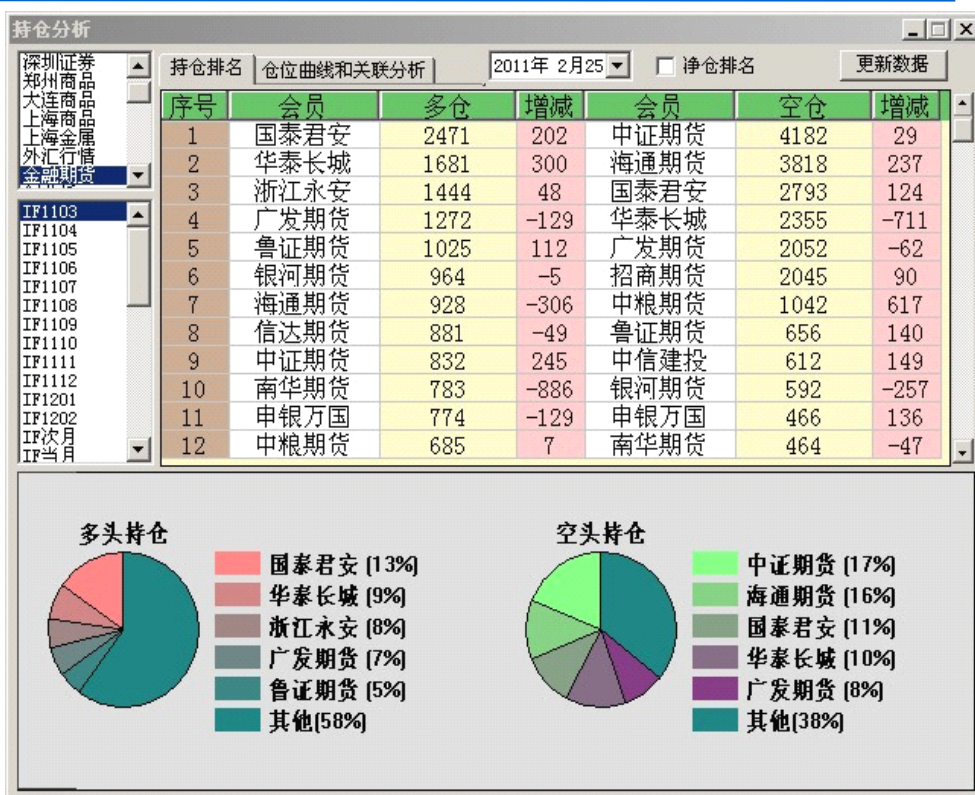 持仓分析
深圳证券
郑州商品
大连商品
上海商品
上海金属
外汇行情
金融期货
持仓排名 仓位曲线和关联分析 2011年 2月25 净仓排名 更新数据
序号 会员 多仓 增减 会员 空仓 增减
1 国泰君安 2471 202 中证期货 4182 29
2 华泰长城 1681 300 海通期货 3818 237
3 浙江永安 1444 48 国泰君安 2793 124
4 广发期货 1272 -129 华泰长城 2355 -711
5 鲁证期货 1025 112 广发期货 2052 -62
6 银河期货 964 -5 招商期货 2045 90
7 海通期货 928 -306 中粮期货 1042 617
8 信达期货 881 -49 鲁证期货 656 140
9 中证期货 832 245 中信建投 612 149
10 南华期货 783 -886 银河期货 592 -257
11 申银万国 774 -129 申银万国 466 136
12 中粮期货 685 7 南华期货 464 -47
IF1103
IF1104
IF1105
IF1106
IF1107
IF1108
IF1109
IF1110
IF1111
IF1112
IF1201
IF1202
IF次月
IF当月
多头持仓
国泰君安 (13%)
华泰长城 (9%)
浙江永安 (8%)
广发期货 (7%)
鲁证期货 (5%)
其他(58%)
空头持仓
中证期货 (17%)
海通期货 (16%)
国泰君安 (11%)
华泰长城 (10%)
广发期货 (8%)
其他(38%)